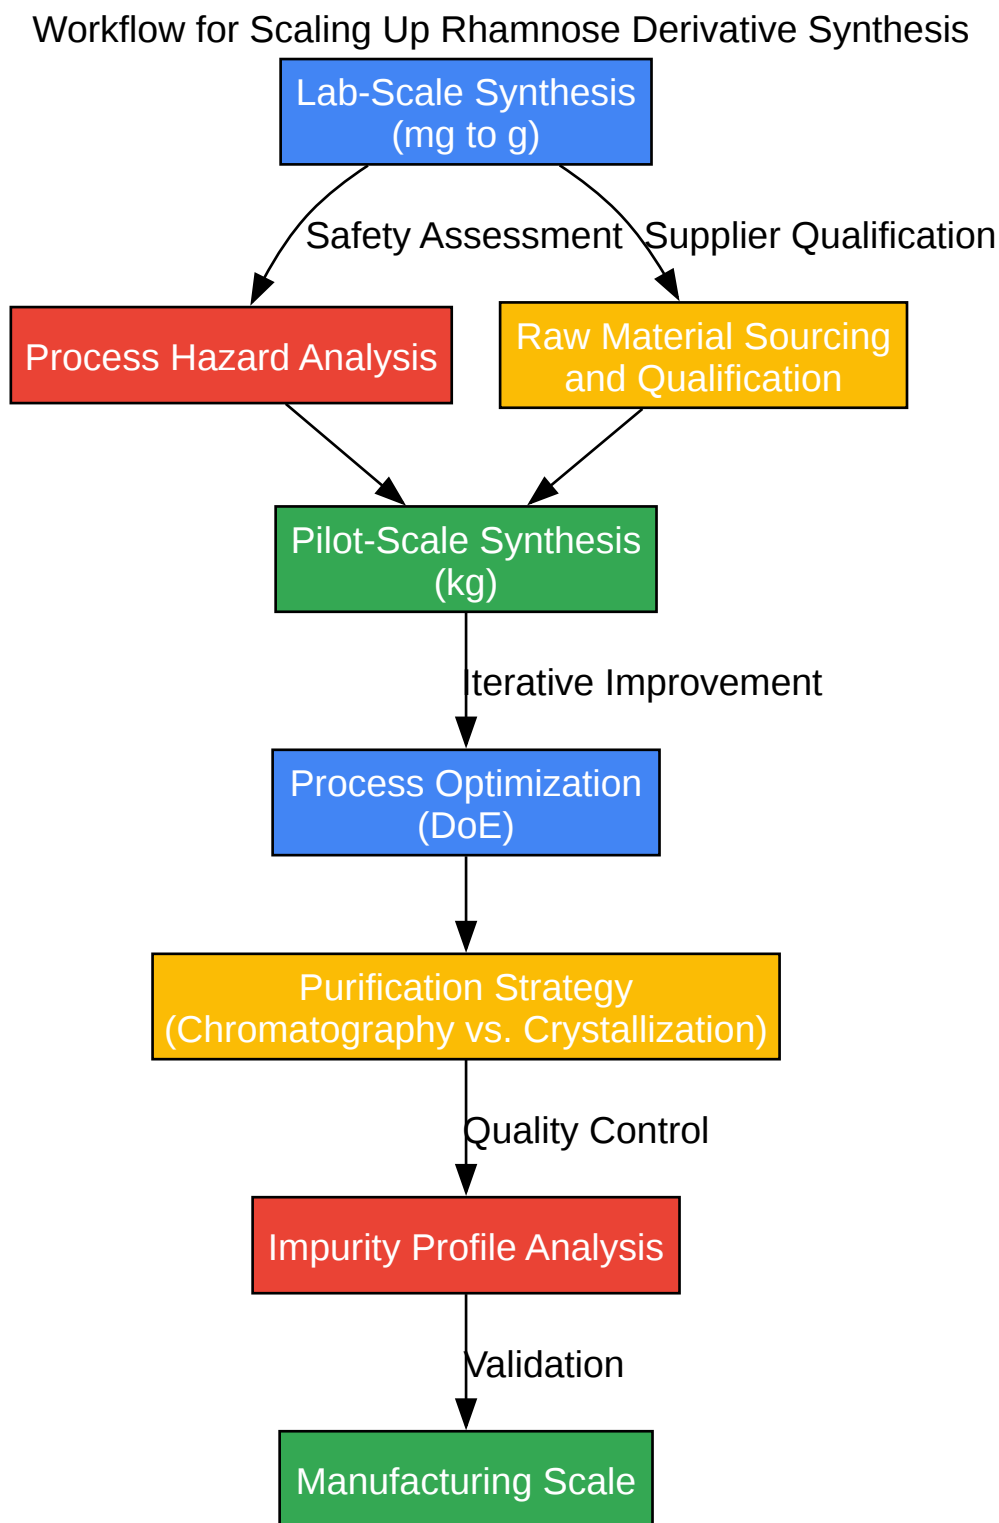 Workflow for Scaling Up Rhamnose Derivative Synthesis
Lab-Scale Synthesis
(mg to g)
Safety Assessment
Supplier Qualification
Process Hazard Analysis
Raw Material Sourcing
and Qualification
Pilot-Scale Synthesis
(kg)
Iterative Improvement
Process Optimization
(DoE)
Purification Strategy
(Chromatography vs. Crystallization)
Quality Control
Impurity Profile Analysis
Validation
Manufacturing Scale